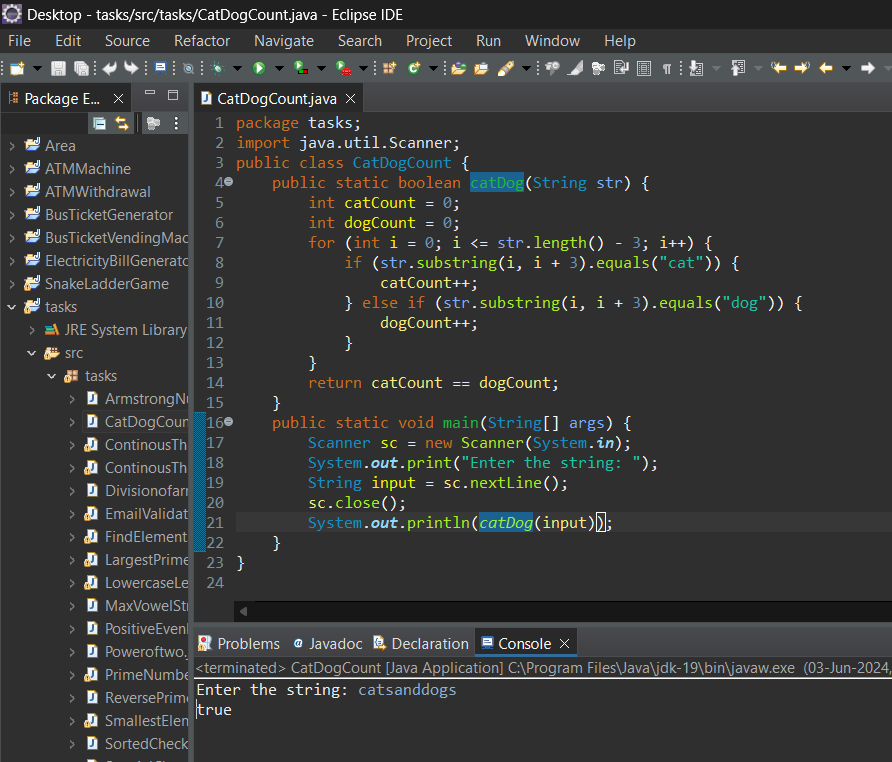 Desktop - tasks/src/tasks/CatDogCount.java - Eclipse IDE
File Edit Source Refactor Navigate Search Project Run Window Help
Package E...
Area
ATMMachine
ATMWithdrawal
BusTicketGenerator
BusTicketVendingMac
ElectricityBillGenerato
SnakeLadderGame
tasks
JRE System Library
src
tasks
ArmstrongNu
CatDogCoun
ContinousTh
ContinousTh
Divisionofarr
EmailValidat
FindElement
LargestPrime
LowercaseLe
MaxVowelStr
PositiveEven
Poweroftwo.
PrimeNumbe
ReversePrime
SmallestElen
SortedCheck
CatDogCount.java
1 package tasks;
2 import java.util.Scanner;
3 public class CatDogCount {
4 public static boolean catDog(String str) {
5 int catCount = 0;
6 int dogCount = 0;
7 for (int i = 0; i <= str.length() - 3; i++) {
8 if (str.substring(i, i + 3).equals("cat")) {
9 catCount++;
10 } else if (str.substring(i, i + 3).equals("dog")) {
11 dogCount++;
12 }
13 }
14 return catCount == dogCount;
15 }
16 public static void main(String[] args) {
17 Scanner sc = new Scanner(System.in);
18 System.out.print("Enter the string: ");
19 String input = sc.nextLine();
20 sc.close();
21 System.out.println(catDog(input));
22 }
23 }
24
Problems @ Javadoc Declaration Console
<terminated> CatDogCount [Java Application] C:\Program Files\Java\jdk-19\bin\javaw.exe (03-Jun-2024,
Enter the string: catsanddogs
true